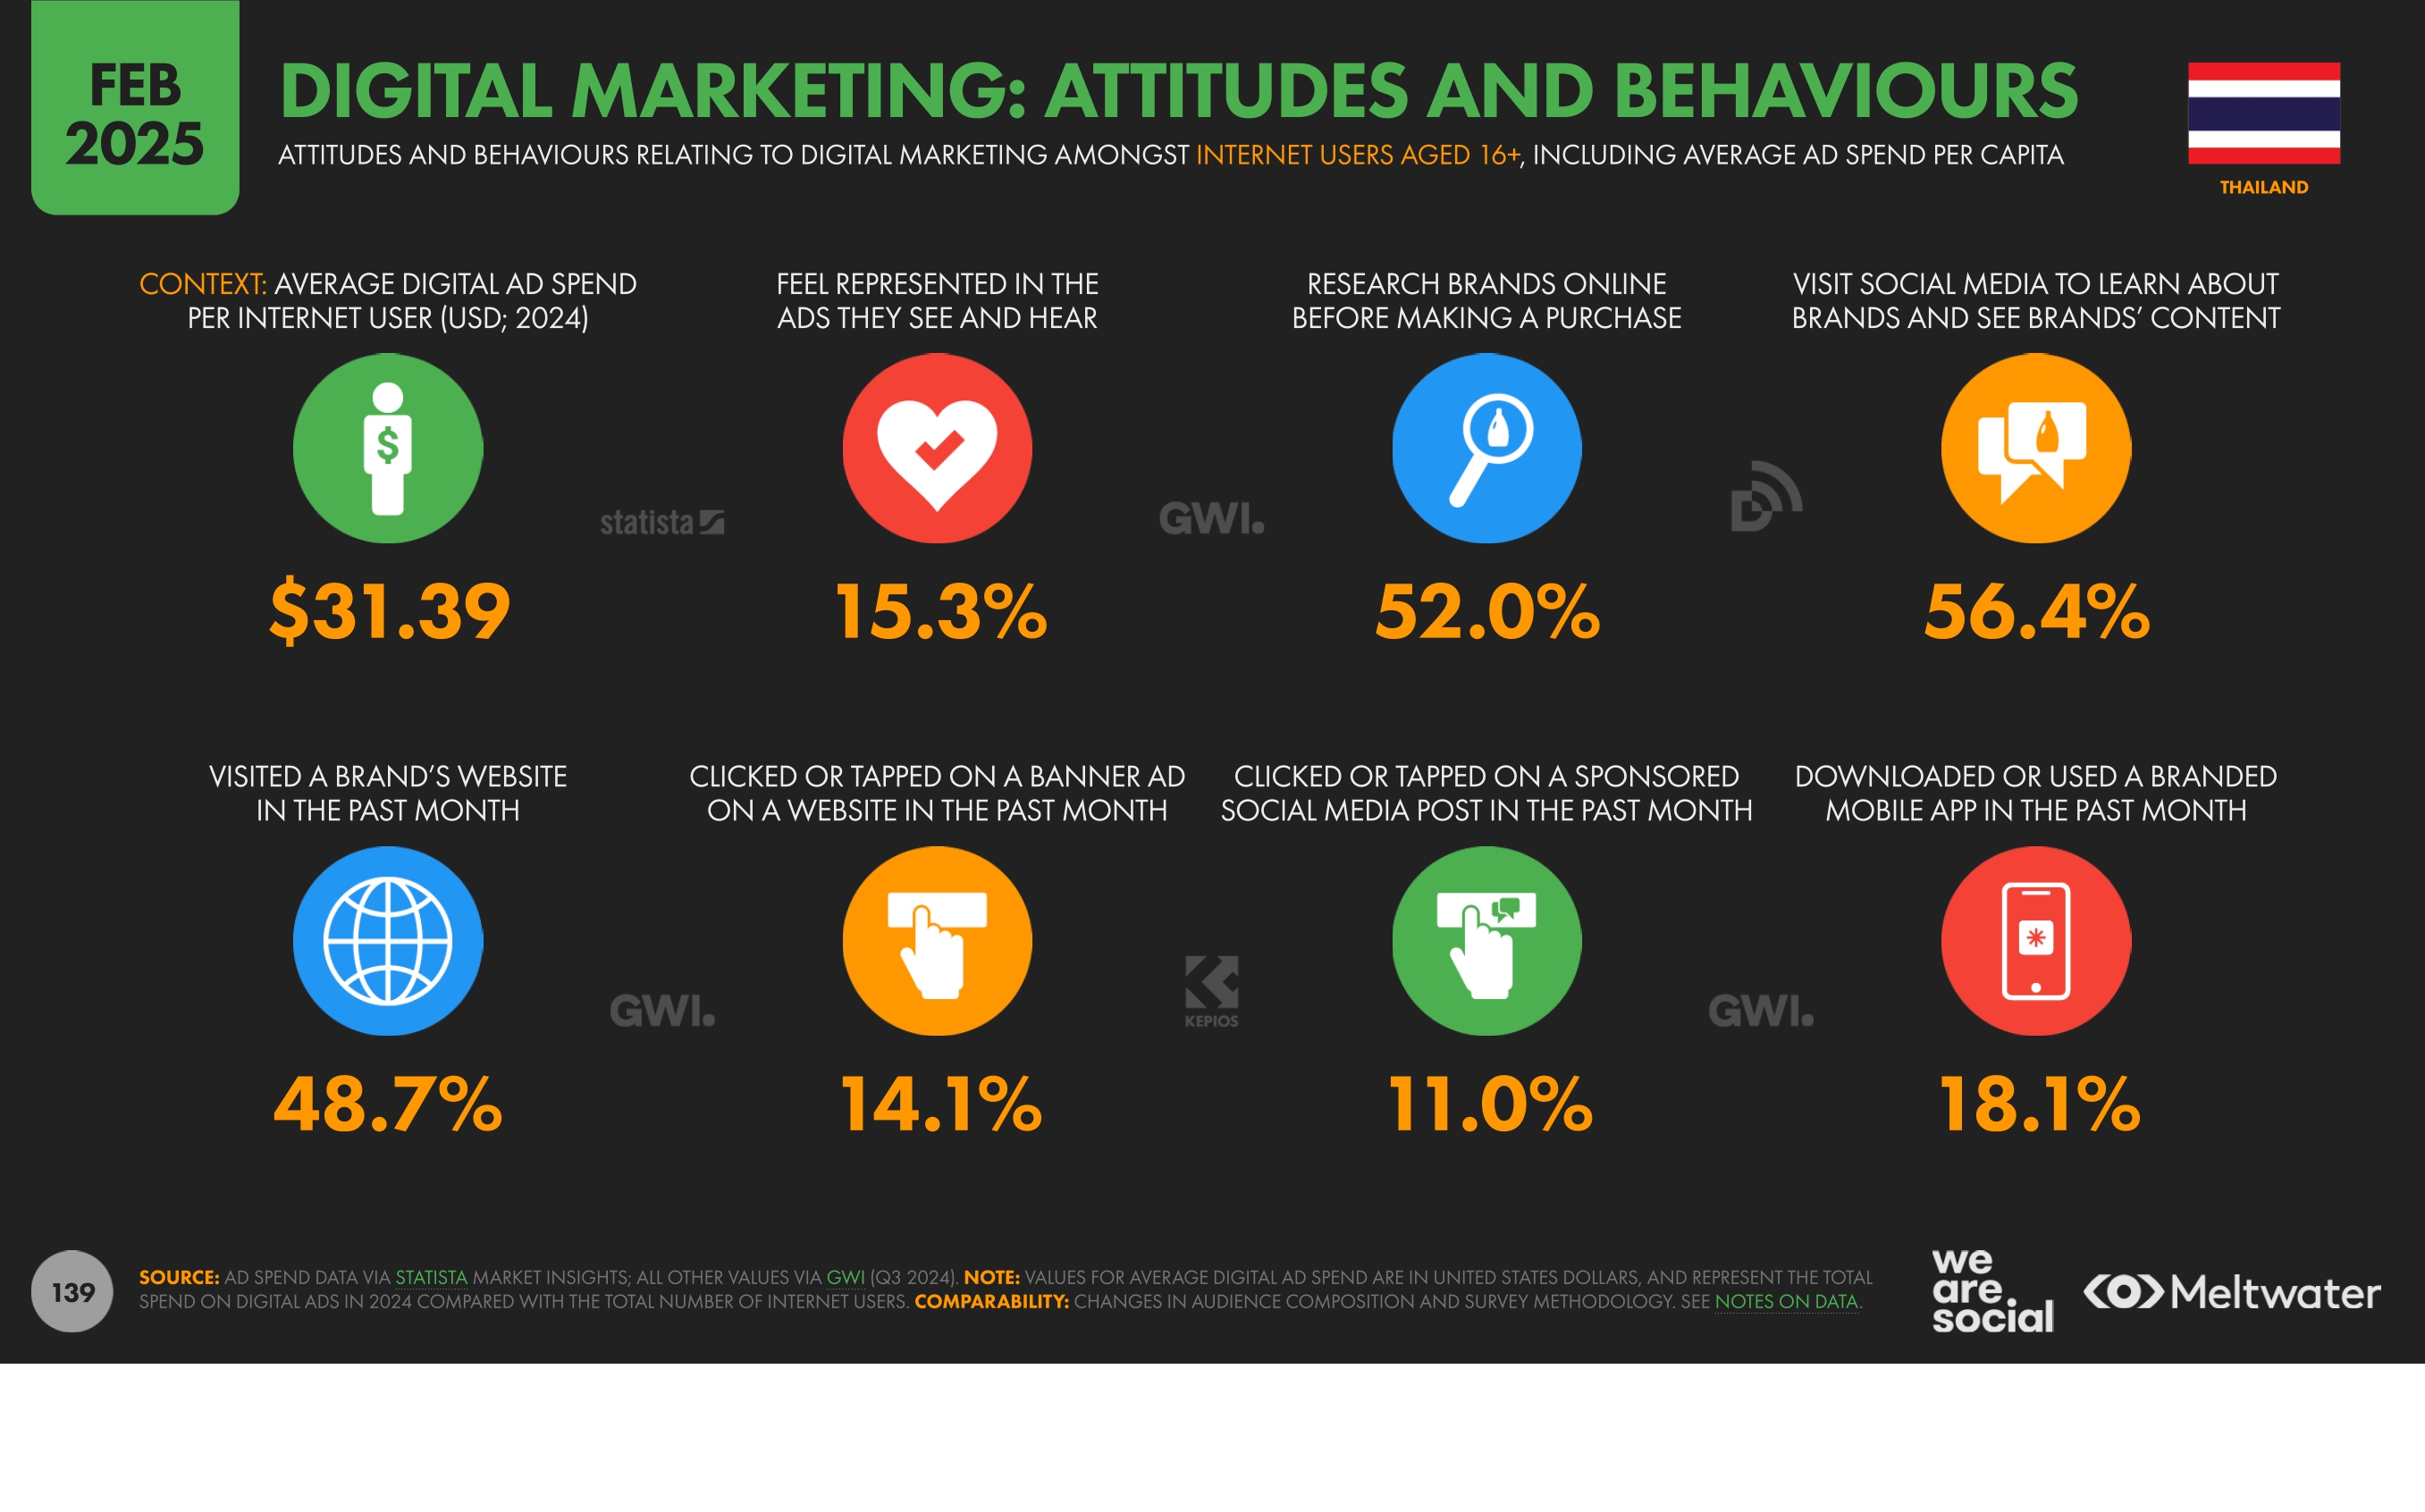 FEB
2025
DIGITAL MARKETING: ATTITUDES AND BEHAVIOURS
ATTITUDES AND BEHAVIOURS RELATING TO DIGITAL MARKETING AMONGST INTERNET USERS AGED 16+, INCLUDING AVERAGE AD SPEND PER CAPITA
THAILAND
CONTEXT: AVERAGE DIGITAL AD SPEND
PER INTERNET USER (USD; 2024)
$
statista
$31.39
FEEL REPRESENTED IN THE
ADS THEY SEE AND HEAR
GWI.
15.3%
RESEARCH BRANDS ONLINE
BEFORE MAKING A PURCHASE
52.0%
VISIT SOCIAL MEDIA TO LEARN ABOUT
BRANDS AND SEE BRANDS' CONTENT
56.4%
VISITED A BRAND'S WEBSITE
IN THE PAST MONTH
GWI.
48.7%
CLICKED OR TAPPED ON A BANNER AD
ON A WEBSITE IN THE PAST MONTH
KEPIOS
14.1%
CLICKED OR TAPPED ON A SPONSORED
SOCIAL MEDIA POST IN THE PAST MONTH
GWI.
11.0%
DOWNLOADED OR USED A BRANDED
MOBILE APP IN THE PAST MONTH
18.1%
139
SOURCE: AD SPEND DATA VIA STATISTA MARKET INSIGHTS; ALL OTHER VALUES VIA GWI (Q3 2024). NOTE: VALUES FOR AVERAGE DIGITAL AD SPEND ARE IN UNITED STATES DOLLARS, AND REPRESENT THE TOTAL
SPEND ON DIGITAL ADS IN 2024 COMPARED WITH THE TOTAL NUMBER OF INTERNET USERS. COMPARABILITY: CHANGES IN AUDIENCE COMPOSITION AND SURVEY METHODOLOGY. SEE NOTES ON DATA.
we
are
social
Meltwater